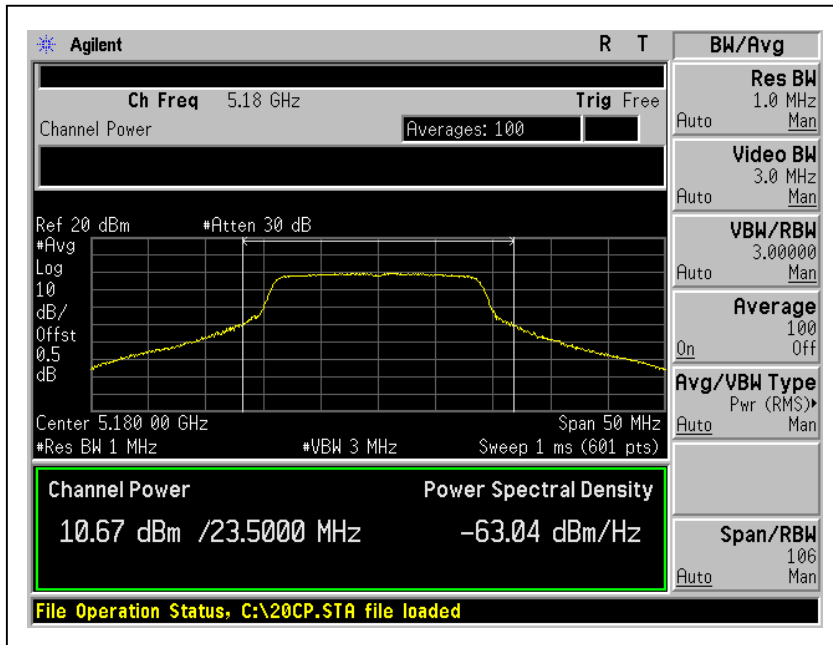 Agilent R T
Ch Freq 5.18 GHz Trig Free
Channel Power Averages: 100
Ref 20 dBm #Atten 30 dB
#Avg
Log
10
dB/
Offst
0.5
dB
Center 5.180 00 GHz Span 50 MHz
#Res BW 1 MHz #VBW 3 MHz Sweep 1 ms (601 pts)
Channel Power Power Spectral Density
10.67 dBm /23.5000 MHz -63.04 dBm/Hz
File Operation Status, C:\20CP.STA file loaded
BW/Avg
Res BW
1.0 MHz
Auto Man
Video BW
3.0 MHz
Auto Man
VBW/RBW
3.00000
Auto Man
Average
100
On Off
Avg/VBW Type
Pwr (RMS)▸
Auto Man
Span/RBW
106
Auto Man